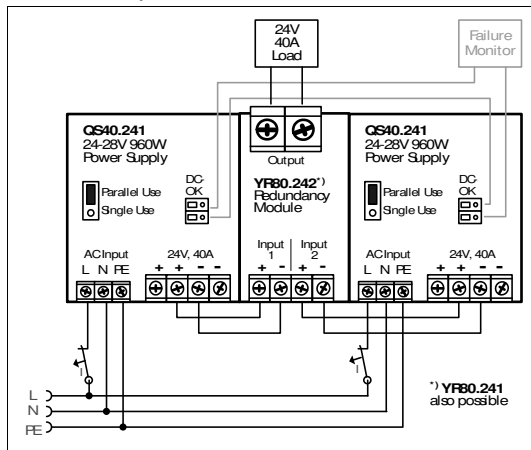 24V
40A
Load
Failure
Monitor
QS40.241
24-28V 960W
Power Supply
DC-
OK
Parallel Use
Single Use
AC Input
L N PE
24V, 40A
+ + - -
Output
YR80.242*)
Redundancy
Module
Input
1
Input
2
+ - + -
QS40.241
24-28V 960W
Power Supply
DC-
OK
Parallel Use
Single Use
AC Input
L N PE
24V, 40A
+ + - -
I
I
L
N
PE
*) YR80.241
also possible